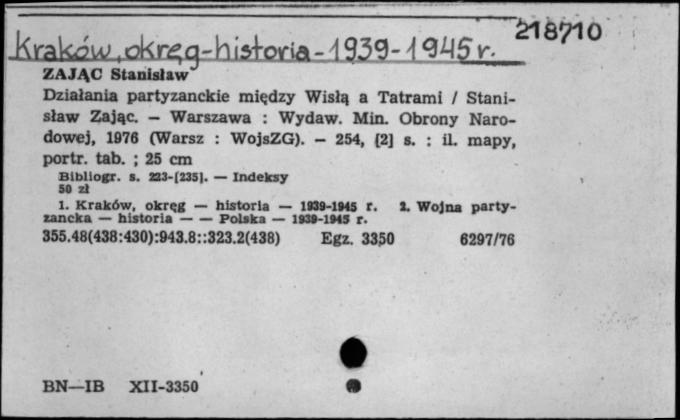 218710
Kraków, okręg-historia-1939-1945 r.
ZAJĄC Stanisław
Działania partyzanckie między Wisłą a Tatrami / Stani-
sław Zając. — Warszawa : Wydaw. Min. Obrony Naro-
dowej, 1976 (Warsz : WojsZG). — 254, [2] s. : il. mapy,
portr. tab. ; 25 cm
Bibliogr. s. 223-[235]. — Indeksy
50 zł
1. Kraków, okręg — historia — 1939-1945 r. 2. Wojna party-
zancka — historia — — Polska — 1939-1945 r.
355.48(438:430):943.8::323.2(438) Egz. 3350 6297/76
BN—IB XII-3350